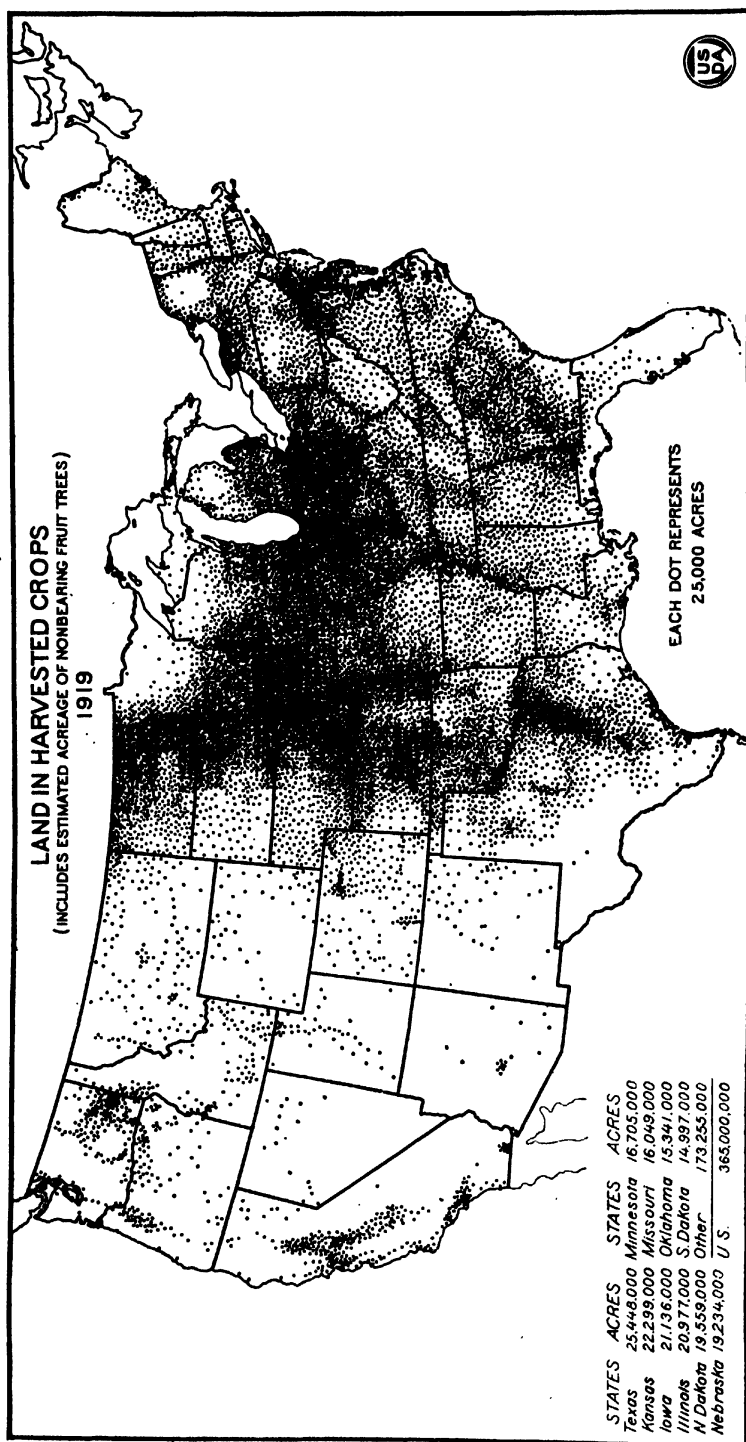 LAND IN HARVESTED CROPS
(INCLUDES ESTIMATED ACREAGE OF NONBEARING FRUIT TREES)
1919
US
DA
EACH DOT REPRESENTS
25,000 ACRES
STATES ACRES STATES ACRES
Texas 25.448.000 Minnesota 16.705.000
Kansas 22.299.000 Missouri 16.049.000
Iowa 21.136.000 Oklahoma 15.341.000
Illinois 20.977.000 S. Dakota 14.997.000
N Dakota 19.559.000 Other 173.255.000
Nebraska 19.234.000 U S. 365,000,000